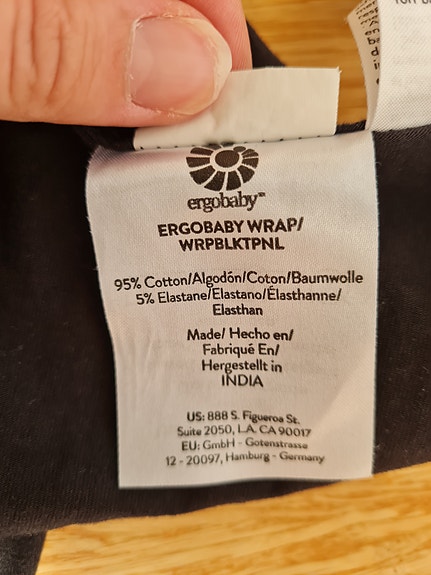 ergobaby™
ERGOBABY WRAP/
WRPBLKTPNL
95% Cotton/Algodón/Coton/Baumwolle
5% Elastane/Elastano/Élasthanne/
Elasthan
Made/ Hecho en/
Fabriqué En/
Hergestellt in
INDIA
US: 888 S. Figueroa St.
Suite 2050, L.A. CA 90017
EU: GmbH - Gotenstrasse
12 - 20097, Hamburg - Germany